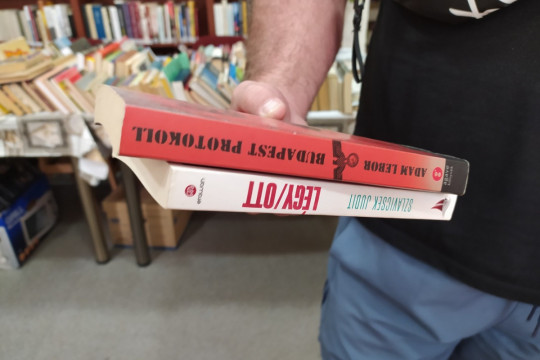 ADAM LEBOR
BUDAPEST PROTOKOLL
SZLAVICSEK JUDIT
LÉGY/OTT